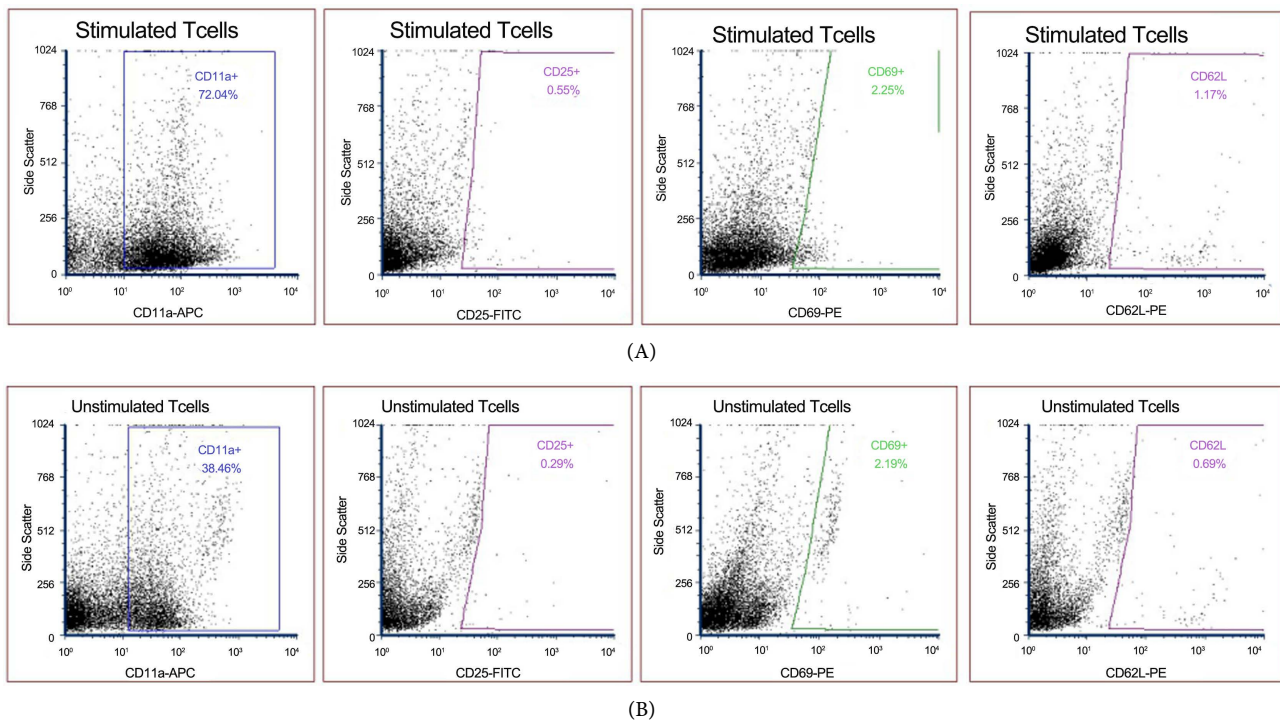 Stimulated Tcells
CD11a+
72.04%
Side Scatter
1024
768
512
256
0
10⁰ 10¹ 10² 10³ 10⁴
CD11a-APC
Stimulated Tcells
CD25+
0.55%
Side Scatter
1024
768
512
256
0
10⁰ 10¹ 10² 10³ 10⁴
CD25-FITC
Stimulated Tcells
CD69+
2.25%
Side Scatter
1024
768
512
256
0
10⁰ 10¹ 10² 10³ 10⁴
CD69-PE
Stimulated Tcells
CD62L
1.17%
Side Scatter
1024
768
512
256
0
10⁰ 10¹ 10² 10³ 10⁴
CD62L-PE
(A)
Unstimulated Tcells
CD11a+
38.46%
Side Scatter
1024
768
512
256
0
10⁰ 10¹ 10² 10³ 10⁴
CD11a-APC
Unstimulated Tcells
CD25+
0.29%
Side Scatter
1024
768
512
256
0
10⁰ 10¹ 10² 10³ 10⁴
CD25-FITC
Unstimulated Tcells
CD69+
2.19%
Side Scatter
1024
768
512
256
0
10⁰ 10¹ 10² 10³ 10⁴
CD69-PE
Unstimulated Tcells
CD62L
0.69%
Side Scatter
1024
768
512
256
0
10⁰ 10¹ 10² 10³ 10⁴
CD62L-PE
(B)